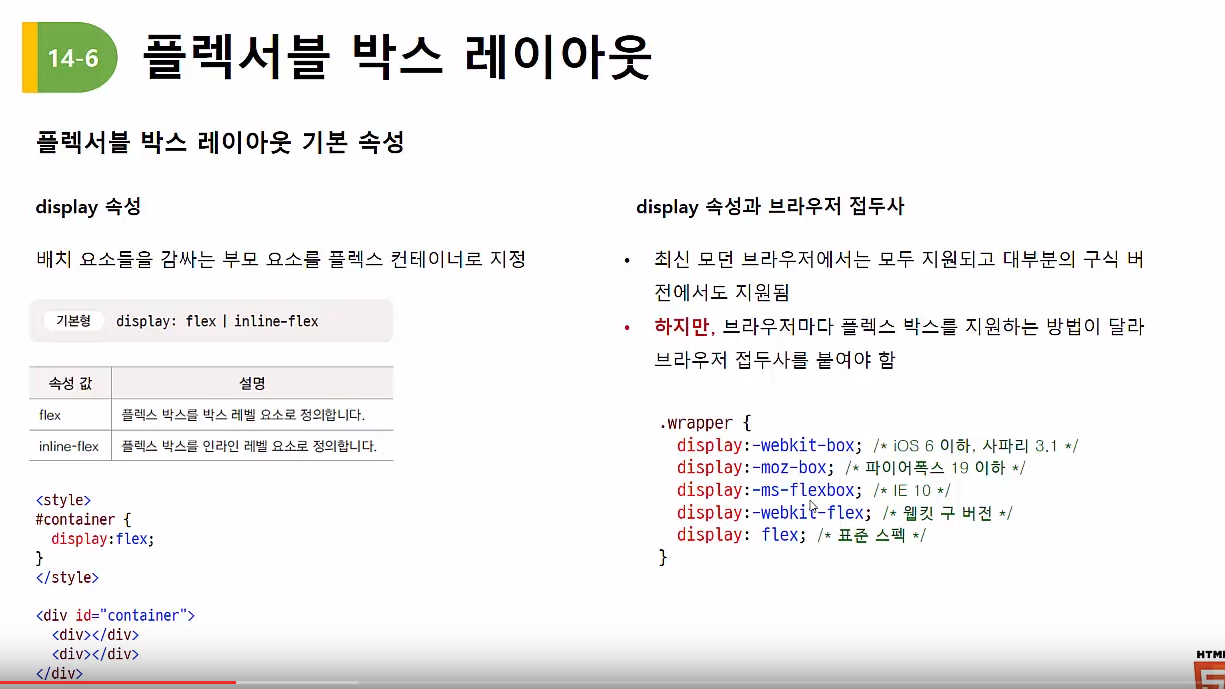 14-6 플렉서블 박스 레이아웃
플렉서블 박스 레이아웃 기본 속성
display 속성
배치 요소들을 감싸는 부모 요소를 플렉스 컨테이너로 지정
기본형 display: flex | inline-flex
속성 값 설명
flex 플렉스 박스를 박스 레벨 요소로 정의합니다.
inline-flex 플렉스 박스를 인라인 레벨 요소로 정의합니다.
<style>
#container {
  display:flex;
}
</style>
<div id="container">
  <div></div>
  <div></div>
</div>
display 속성과 브라우저 접두사
• 최신 모던 브라우저에서는 모두 지원되고 대부분의 구식 버
전에서도 지원됨
• 하지만, 브라우저마다 플렉스 박스를 지원하는 방법이 달라
브라우저 접두사를 붙여야 함
.wrapper {
  display:-webkit-box; /* iOS 6 이하, 사파리 3.1 */
  display:-moz-box; /* 파이어폭스 19 이하 */
  display:-ms-flexbox; /* IE 10 */
  display:-webkit-flex; /* 웹킷 구 버전 */
  display: flex; /* 표준 스펙 */
}
HTML
5